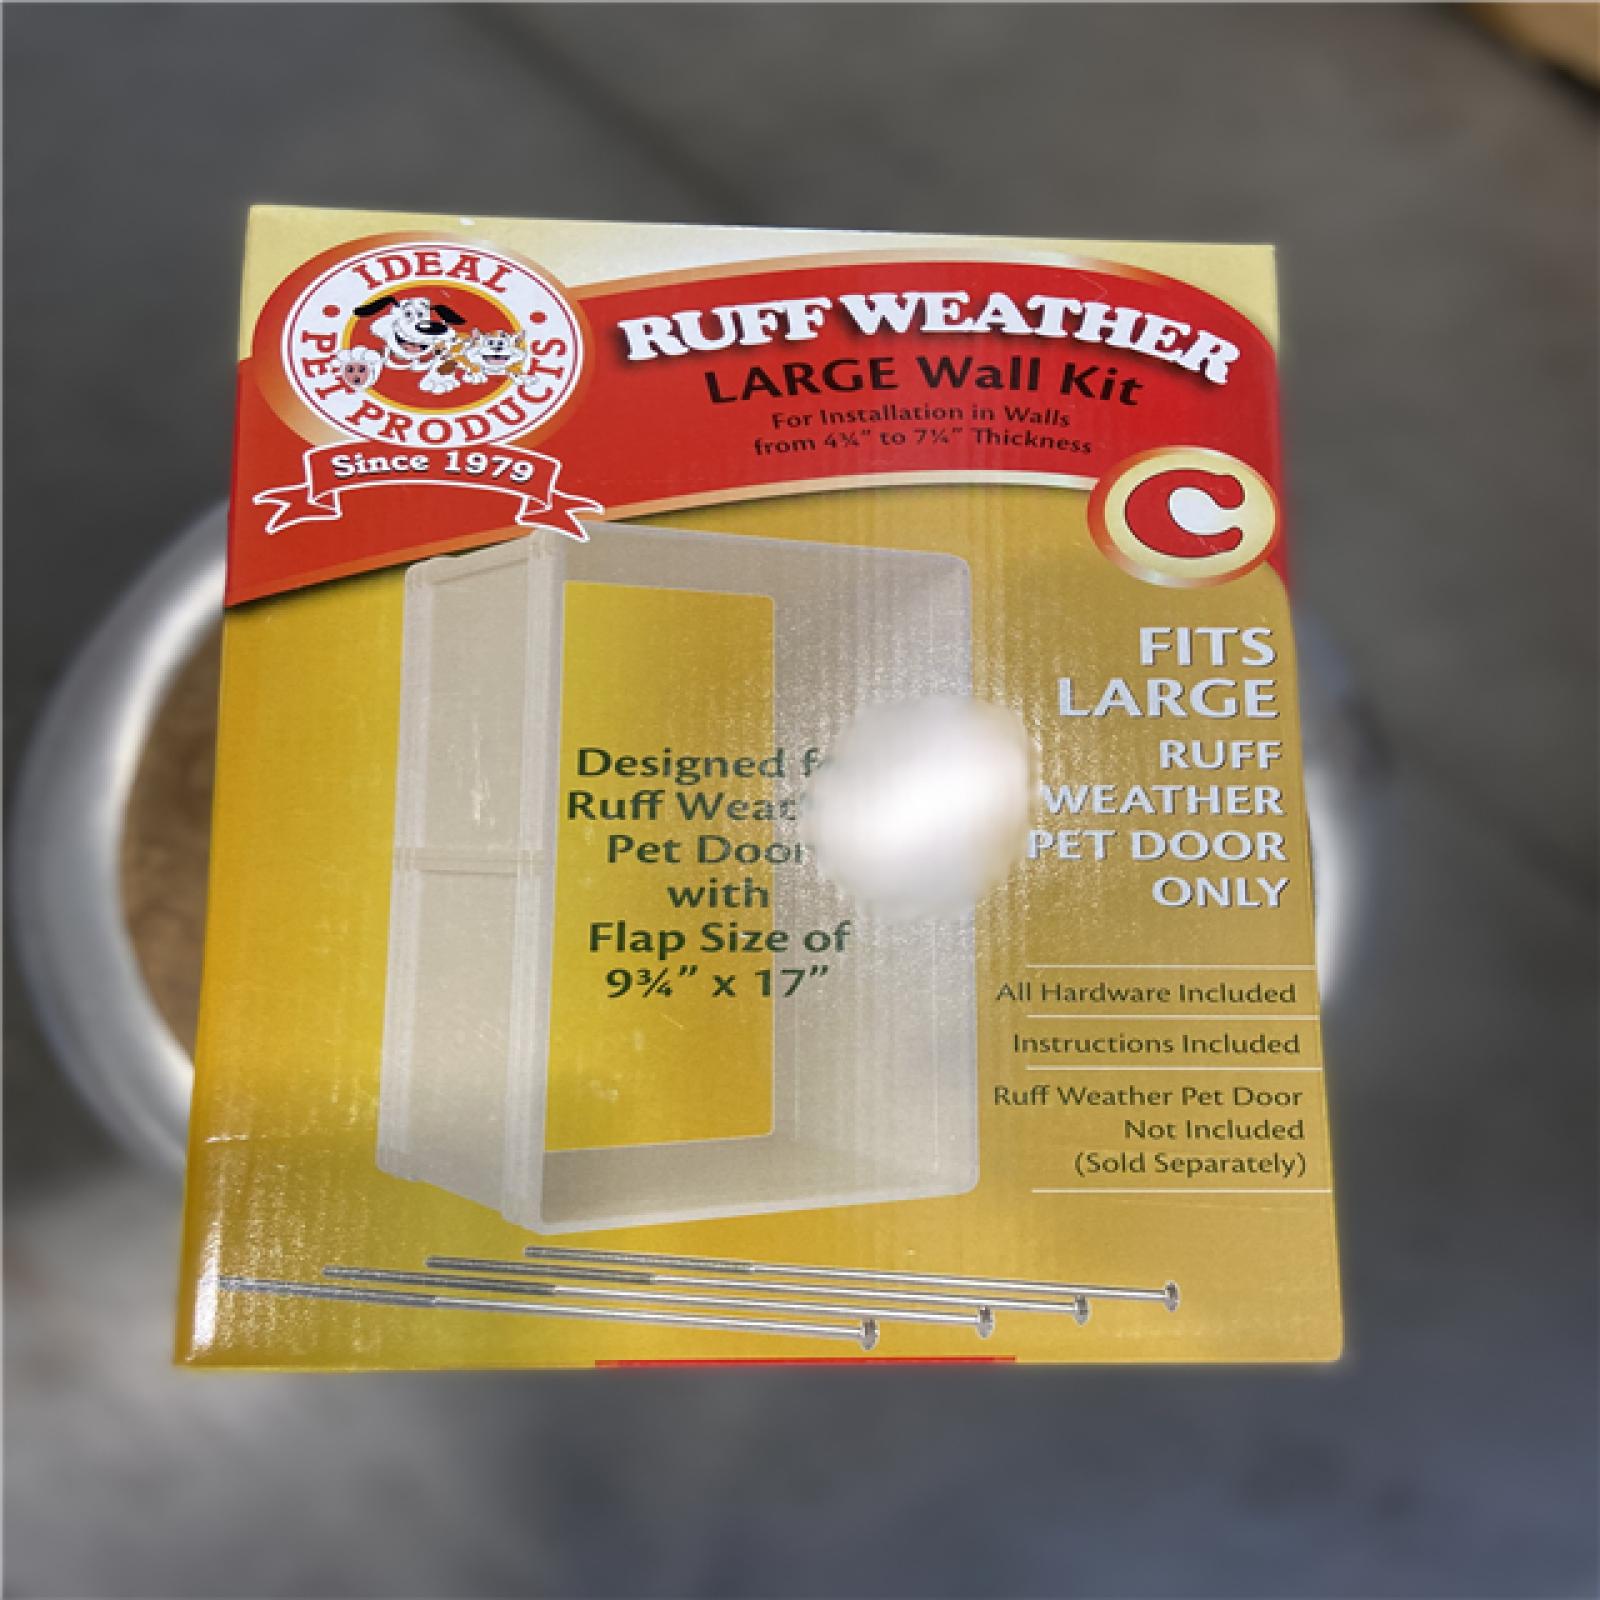 IDEAL
PET PRODUCTS
Since 1979
RUFF WEATHER
LARGE Wall Kit
For Installation in Walls
from 4¾" to 7¼" Thickness
C
FITS
LARGE
RUFF
WEATHER
PET DOOR
ONLY
Designed
Ruff
Pet Door
with
Flap Size of
9¾" x 17"
All Hardware Included
Instructions Included
Ruff Weather Pet Door
Not Included
(Sold Separately)